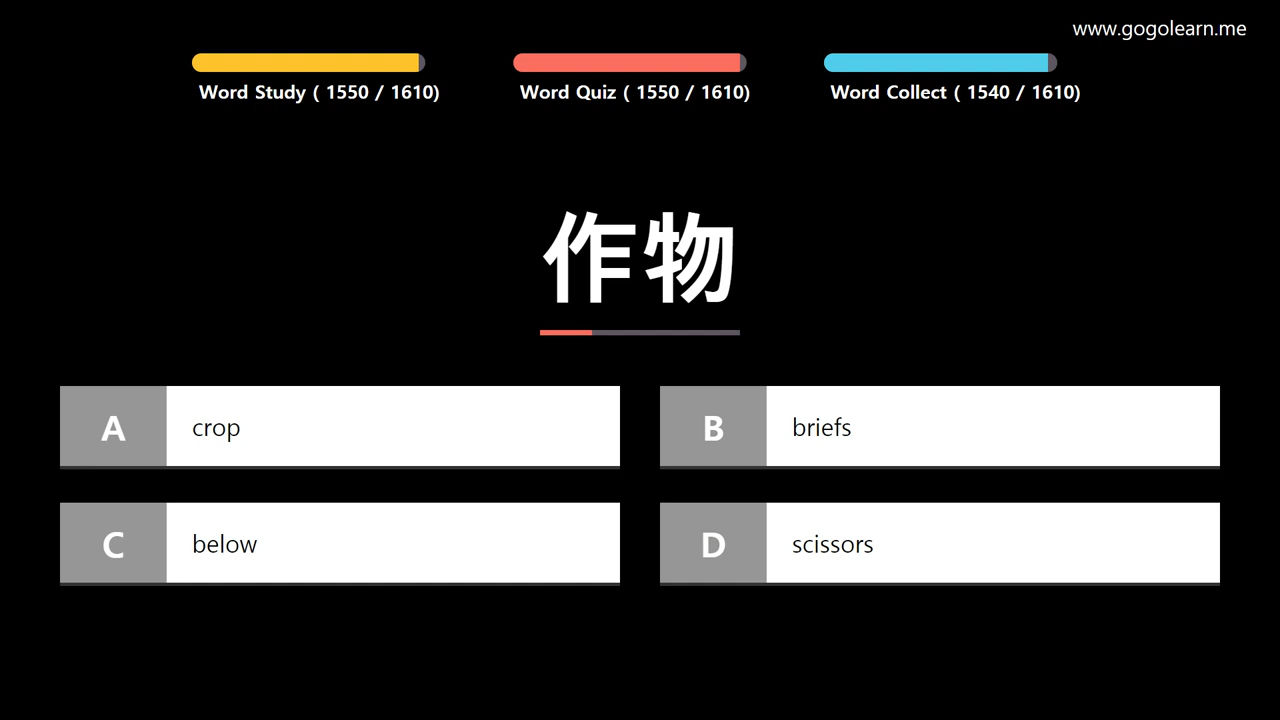 www.gogolearn.me
Word Study ( 1550 / 1610)
Word Quiz ( 1550 / 1610)
Word Collect ( 1540 / 1610)
作物
A crop
B briefs
C below
D scissors